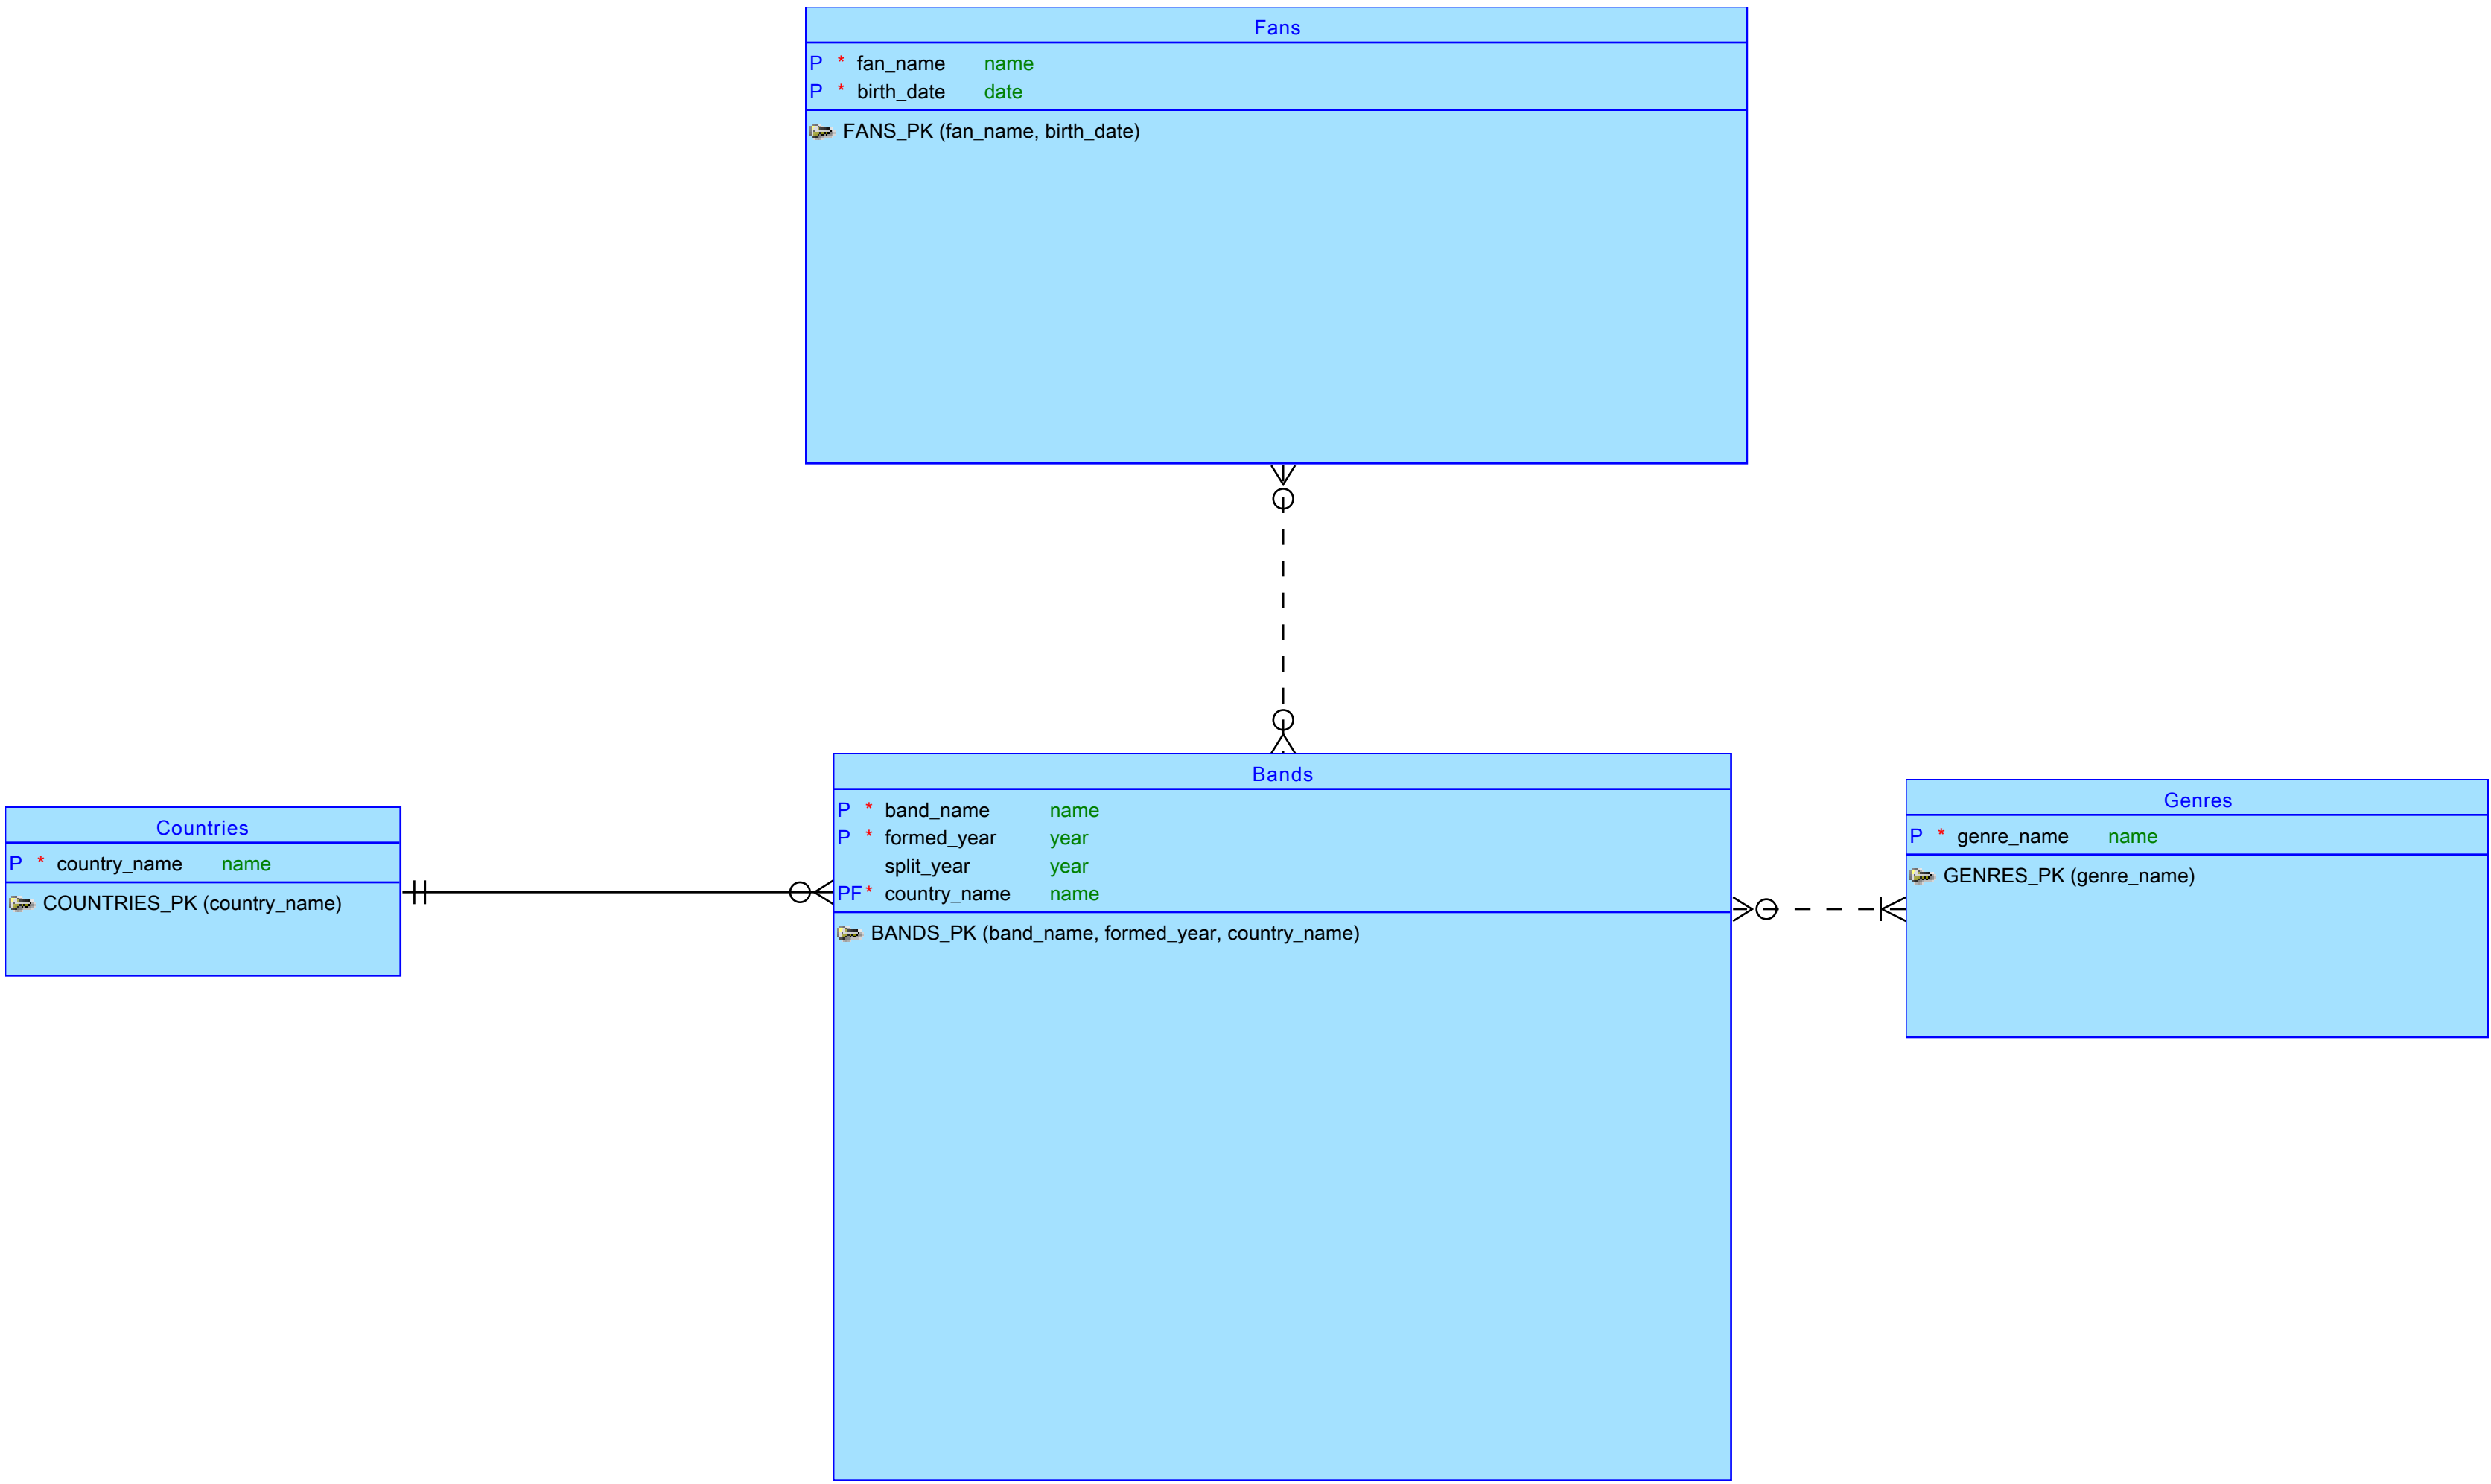 Fans
P * fan_name name
P * birth_date date
FANS_PK (fan_name, birth_date)
Countries
P * country_name name
COUNTRIES_PK (country_name)
Bands
P * band_name name
P * formed_year year
split_year year
PF* country_name name
BANDS_PK (band_name, formed_year, country_name)
Genres
P * genre_name name
GENRES_PK (genre_name)